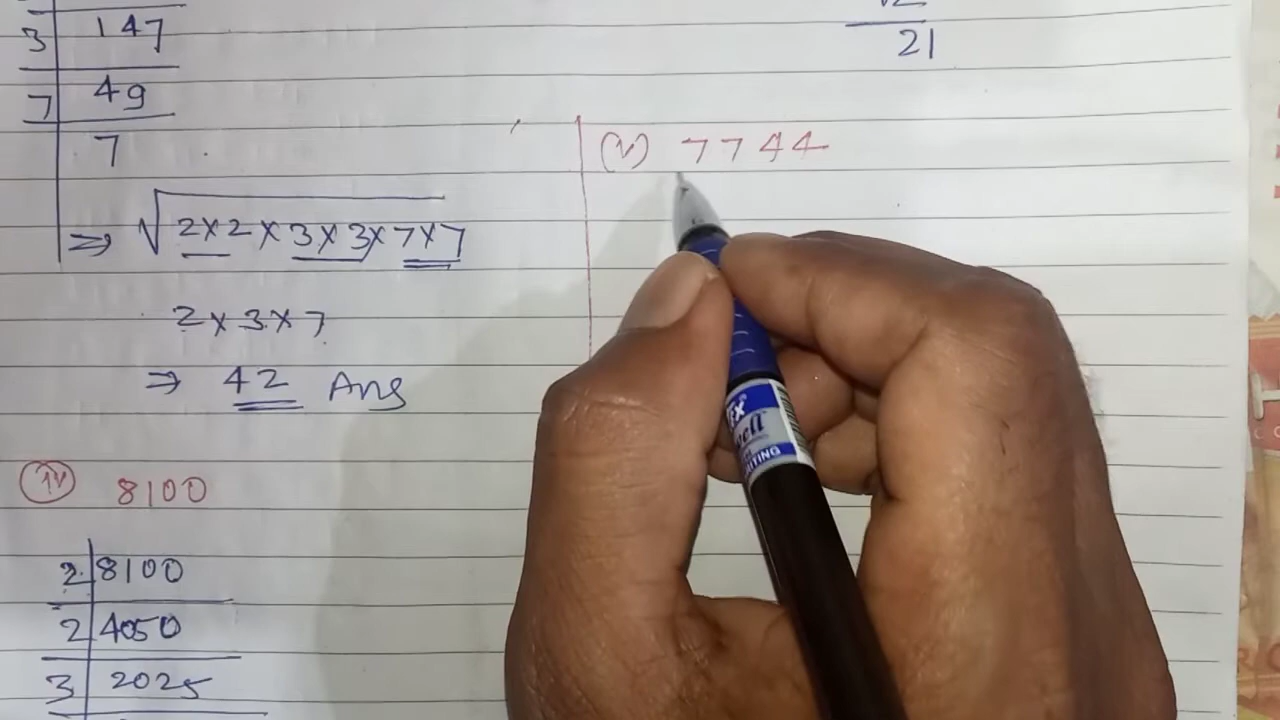 3 | 147
7 | 49
7
⇒ √2×2×3×3×7×7
2×3×7
⇒ 42 Ans
(iv) 8100
2 | 8100
2 | 4050
3 | 2025
21
(v) 7744